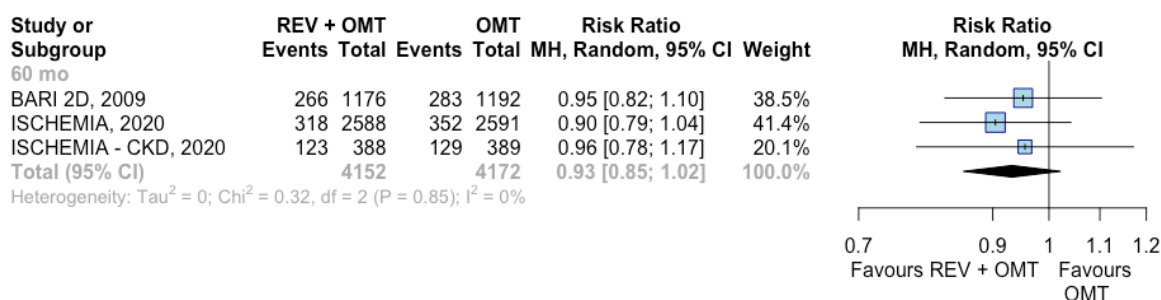 Study or REV + OMT OMT Risk Ratio Risk Ratio
Subgroup Events Total Events Total MH, Random, 95% CI Weight MH, Random, 95% CI
60 mo
BARI 2D, 2009 266 1176 283 1192 0.95 [0.82; 1.10] 38.5%
ISCHEMIA, 2020 318 2588 352 2591 0.90 [0.79; 1.04] 41.4%
ISCHEMIA - CKD, 2020 123 388 129 389 0.96 [0.78; 1.17] 20.1%
Total (95% CI) 4152 4172 0.93 [0.85; 1.02] 100.0%
Heterogeneity: Tau² = 0; Chi² = 0.32, df = 2 (P = 0.85); I² = 0%
0.7 0.9 1 1.1 1.2
Favours REV + OMT Favours
OMT